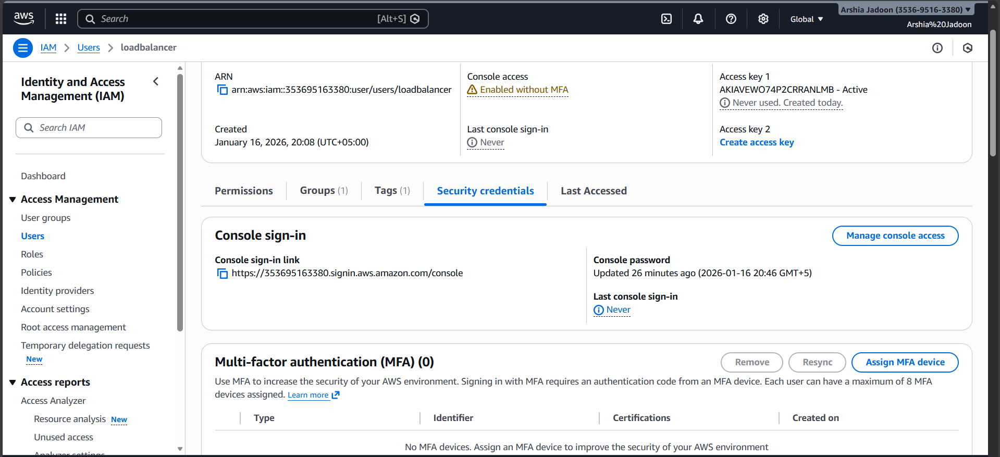 aws
Search
[Alt+S]
Global
Arshia Jadoon (3536-9516-3380)
Arshia%20Jadoon
IAM
Users
loadbalancer
Identity and Access
Management (IAM)
Search IAM
Dashboard
Access Management
User groups
Users
Roles
Policies
Identity providers
Account settings
Root access management
Temporary delegation requests
New
Access reports
Access Analyzer
Resource analysis New
Unused access
Analyzer settings
ARN
arn:aws:iam::353695163380:user/users/loadbalancer
Created
January 16, 2026, 20:08 (UTC+05:00)
Console access
Enabled without MFA
Last console sign-in
Never
Access key 1
AKIAVEWO74P2CRRANLMB - Active
Never used. Created today.
Access key 2
Create access key
Permissions
Groups (1)
Tags (1)
Security credentials
Last Accessed
Console sign-in
Manage console access
Console sign-in link
https://353695163380.signin.aws.amazon.com/console
Console password
Updated 26 minutes ago (2026-01-16 20:46 GMT+5)
Last console sign-in
Never
Multi-factor authentication (MFA) (0)
Remove
Resync
Assign MFA device
Use MFA to increase the security of your AWS environment. Signing in with MFA requires an authentication code from an MFA device. Each user can have a maximum of 8 MFA
devices assigned. Learn more
Type
Identifier
Certifications
Created on
No MFA devices. Assign an MFA device to improve the security of your AWS environment